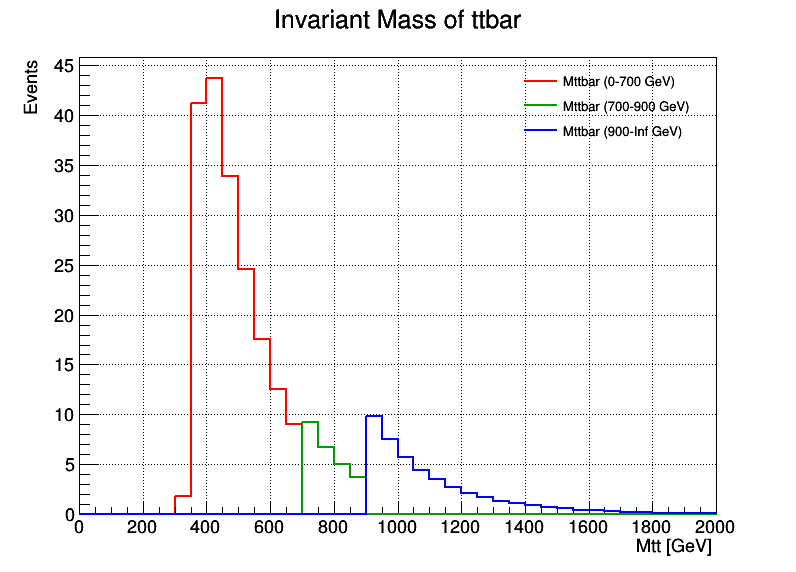 Invariant Mass of ttbar
Events
45
40
35
30
25
20
15
10
5
0
Mttbar (0-700 GeV)
Mttbar (700-900 GeV)
Mttbar (900-Inf GeV)
0 200 400 600 800 1000 1200 1400 1600 1800 2000
Mtt [GeV]